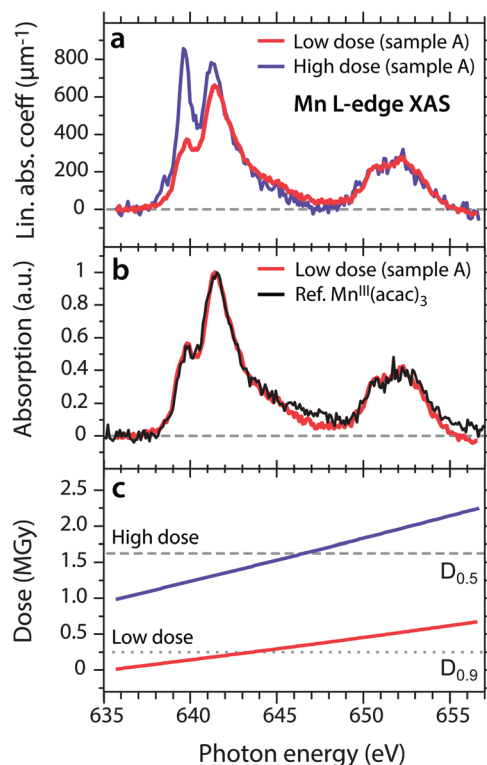 a
Low dose (sample A)
High dose (sample A)
Mn L-edge XAS
Lin. abs. coeff (μm⁻¹)
800
600
400
200
0
b
Low dose (sample A)
Ref. Mnᴵᴵᴵ(acac)₃
Absorption (a.u.)
1
0.8
0.6
0.4
0.2
0
c
High dose
D₀.₅
Low dose
D₀.₉
Dose (MGy)
2.5
2.0
1.5
1.0
0.5
0
635 640 645 650 655
Photon energy (eV)